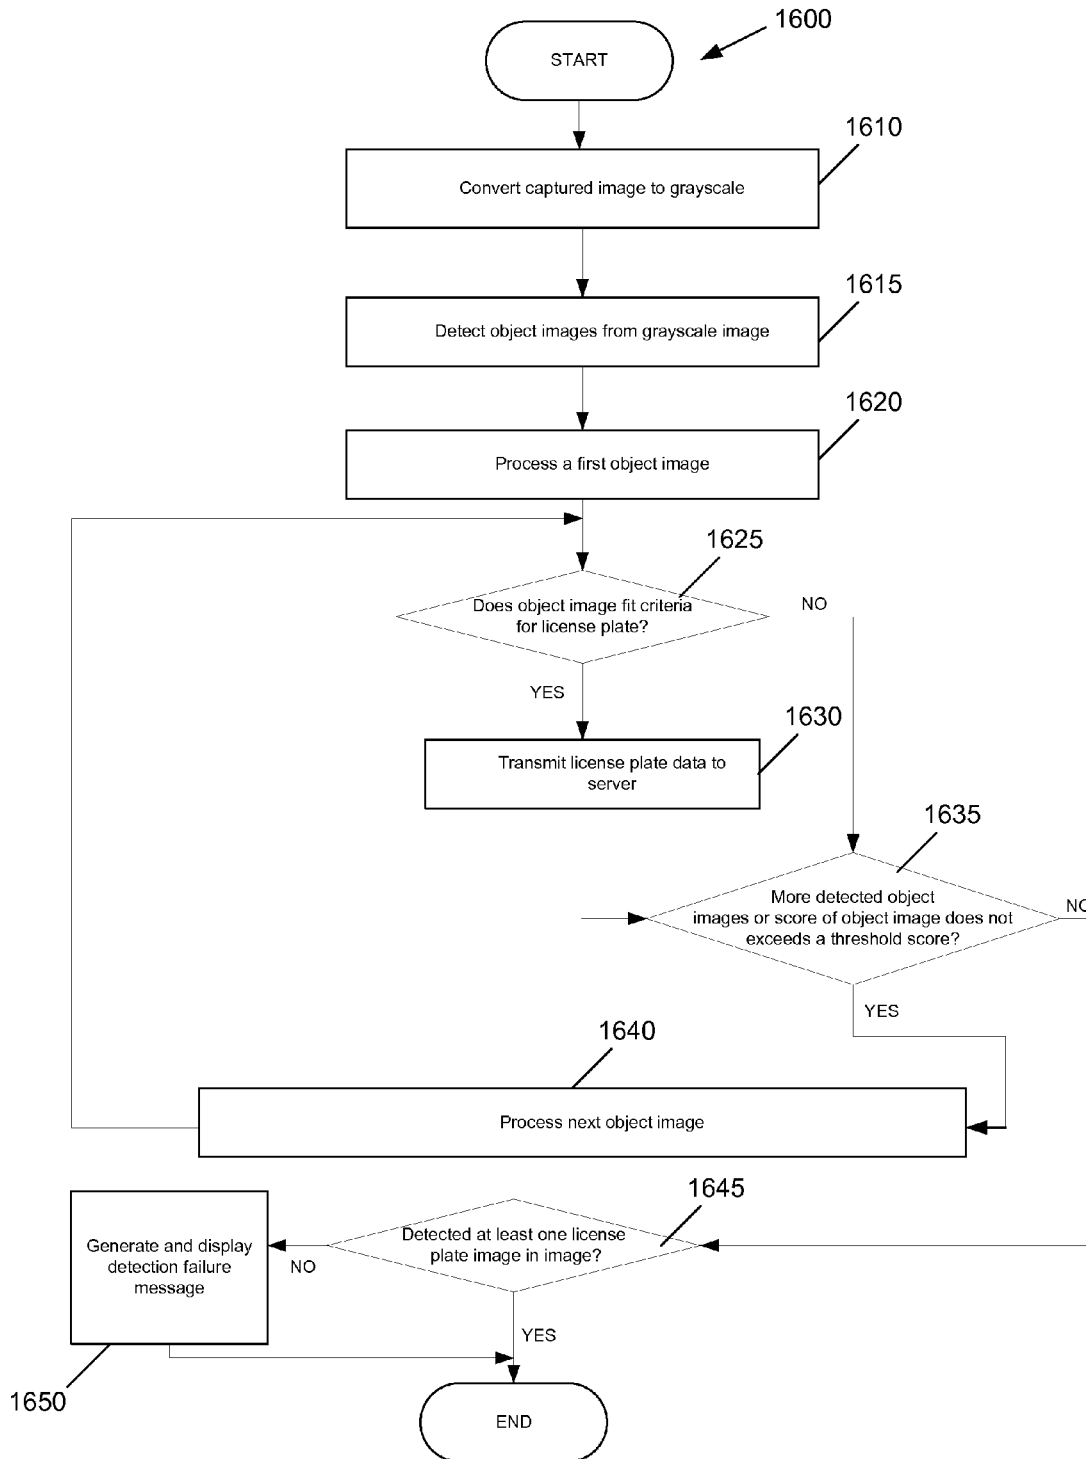 1600
START
1610
Convert captured image to grayscale
1615
Detect object images from grayscale image
1620
Process a first object image
1625
Does object image fit criteria
for license plate?
NO
YES
1630
Transmit license plate data to
server
1635
More detected object
images or score of object image does not
exceeds a threshold score?
NO
YES
1640
Process next object image
1645
Detected at least one license
plate image in image?
Generate and display
detection failure
message
NO
YES
1650
END